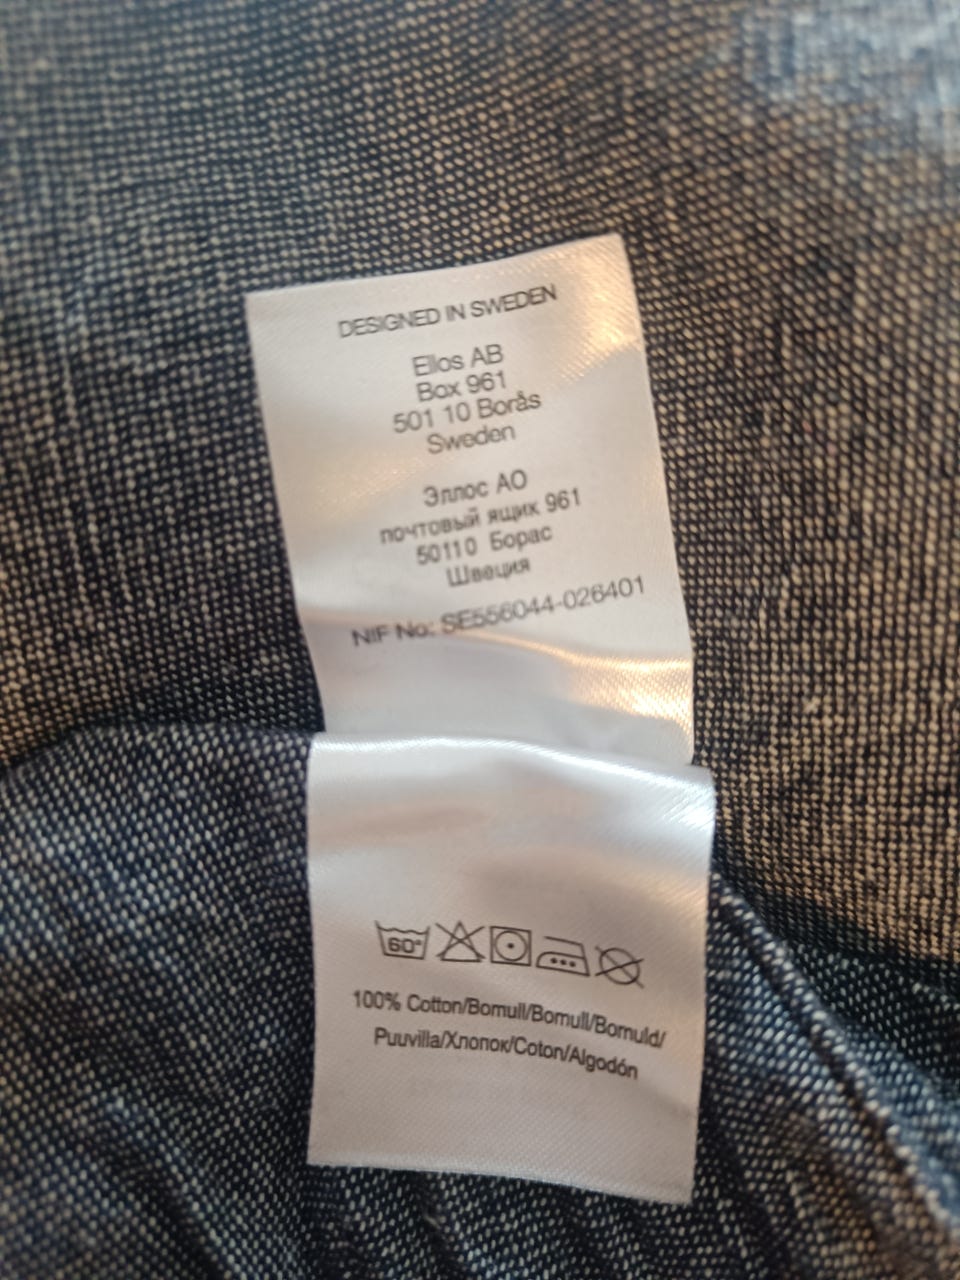 DESIGNED IN SWEDEN
Ellos AB
Box 961
501 10 Borås
Sweden
Эллос АО
почтовый ящик 961
50110 Борас
Швеция
NIF No: SE556044-026401
60°
100% Cotton/Bomull/Bomull/Bomuld/
Puuvilla/Хлопок/Coton/Algodón